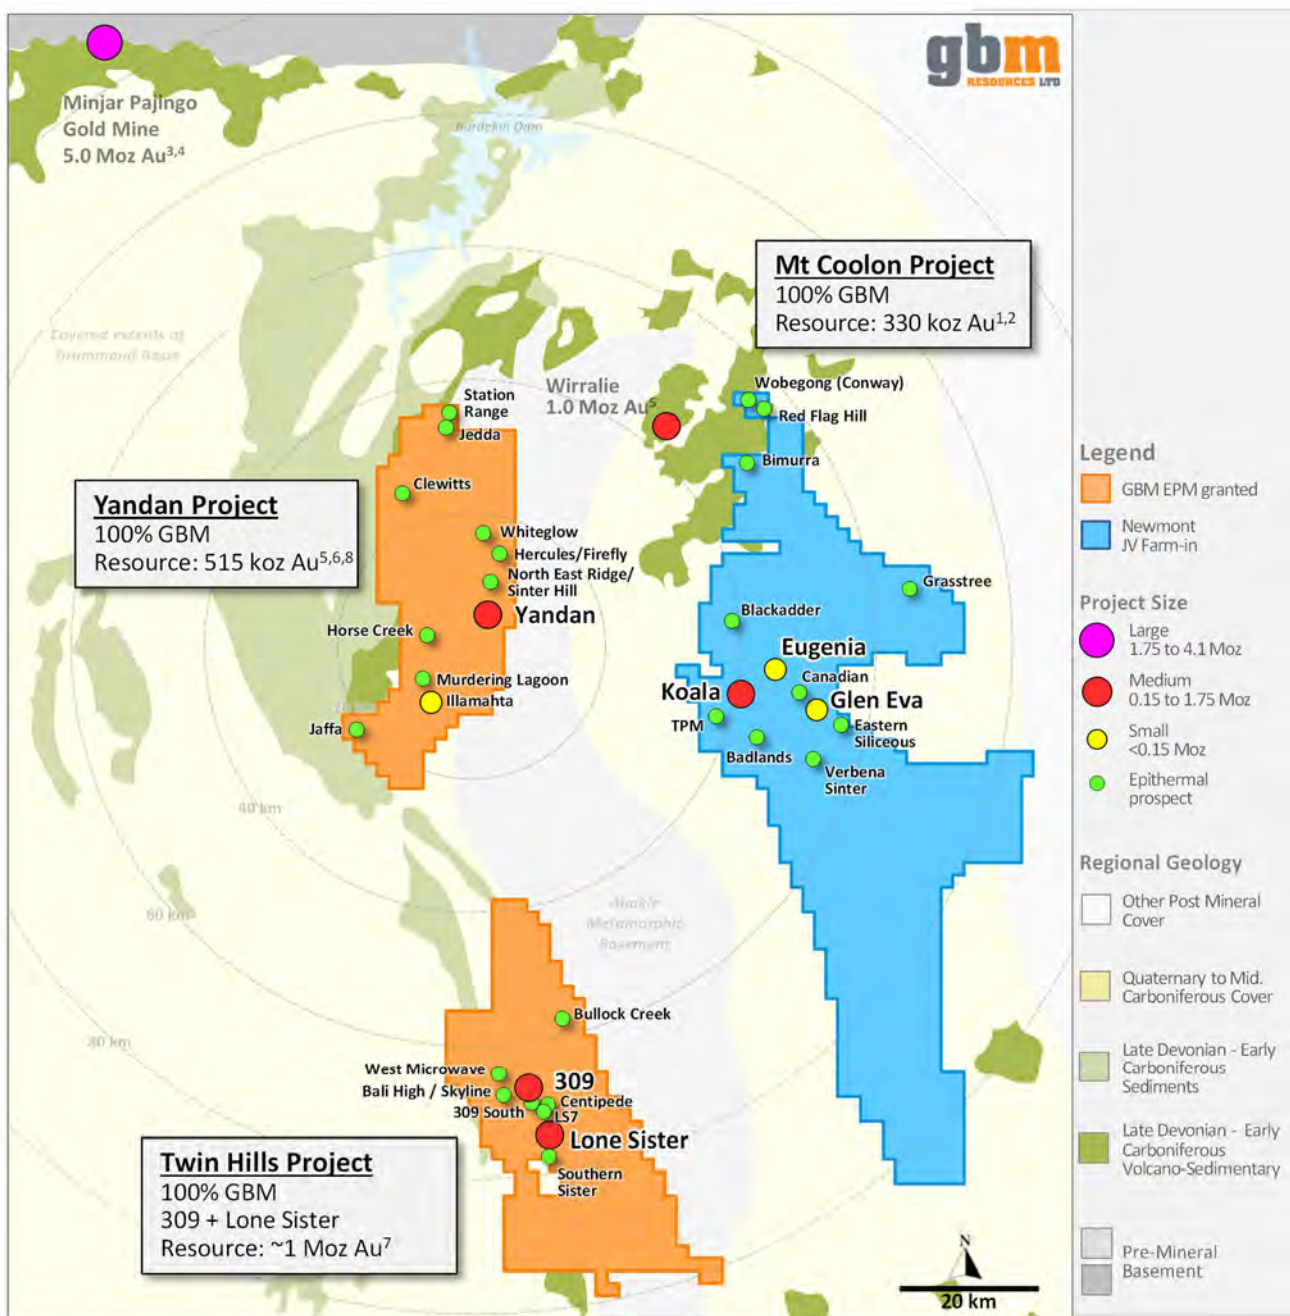 gbm
RESOURCES LTD
Minjar Pajingo
Gold Mine
5.0 Moz Au3,4
Burdekin Dam
Mt Coolon Project
100% GBM
Resource: 330 koz Au1,2
Covered extents of
Drummond Basin
Wirralie
1.0 Moz Au5
Wobegong (Conway)
Red Flag Hill
Bimurra
Station
Range
Jedda
Clewitts
Yandan Project
100% GBM
Resource: 515 koz Au5,6,8
Whiteglow
Hercules/Firefly
North East Ridge/
Sinter Hill
Yandan
Horse Creek
Murdering Lagoon
Illamahta
Jaffa
Grasstree
Blackadder
Eugenia
Canadian
Koala
Glen Eva
TPM
Eastern
Siliceous
Badlands
Verbena
Sinter
40 km
60 km
80 km
Anakie
Metamorphic
Basement
Bullock Creek
West Microwave
309
Bali High / Skyline
Centipede
309 South
LS7
Lone Sister
Southern
Sister
Twin Hills Project
100% GBM
309 + Lone Sister
Resource: ~1 Moz Au7
N
20 km
Legend
GBM EPM granted
Newmont
JV Farm-in
Project Size
Large
1.75 to 4.1 Moz
Medium
0.15 to 1.75 Moz
Small
<0.15 Moz
Epithermal
prospect
Regional Geology
Other Post Mineral
Cover
Quaternary to Mid.
Carboniferous Cover
Late Devonian - Early
Carboniferous
Sediments
Late Devonian - Early
Carboniferous
Volcano-Sedimentary
Pre-Mineral
Basement